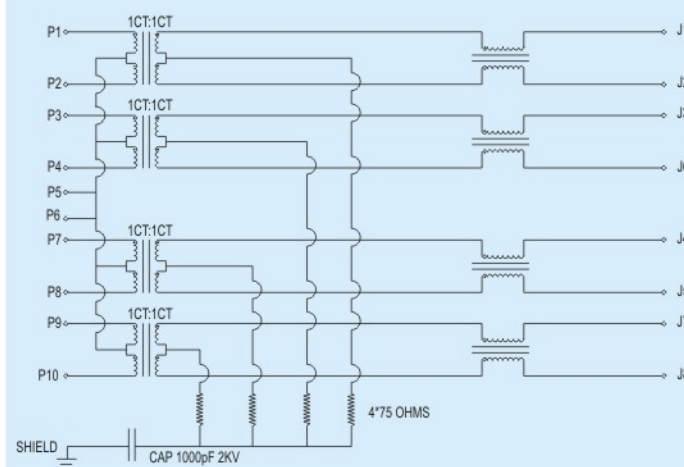 1CT:1CT
P1
P2
1CT:1CT
P3
P4
P5
P6
1CT:1CT
P7
P8
1CT:1CT
P9
P10
4*75 OHMS
SHIELD
CAP 1000pF 2KV